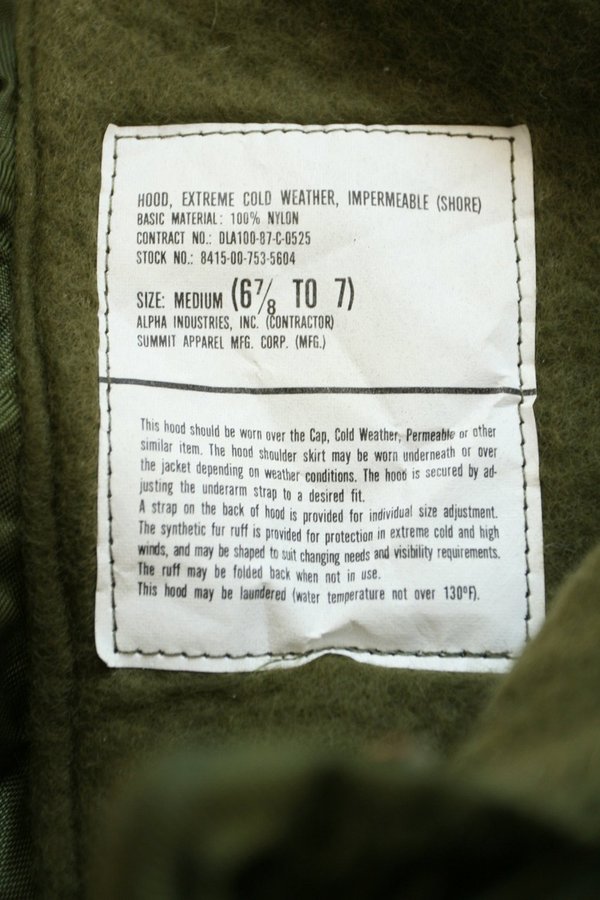 HOOD, EXTREME COLD WEATHER, IMPERMEABLE (SHORE)
BASIC MATERIAL: 100% NYLON
CONTRACT NO.: DLA100-87-C-0525
STOCK NO.: 8415-00-753-5604
SIZE: MEDIUM (6 7/8 TO 7)
ALPHA INDUSTRIES, INC. (CONTRACTOR)
SUMMIT APPAREL MFG. CORP. (MFG.)
This hood should be worn over the Cap, Cold Weather, Permeable or other
similar item. The hood shoulder skirt may be worn underneath or over
the jacket depending on weather conditions. The hood is secured by ad-
justing the underarm strap to a desired fit.
A strap on the back of hood is provided for individual size adjustment.
The synthetic fur ruff is provided for protection in extreme cold and high
winds, and may be shaped to suit changing needs and visibility requirements.
The ruff may be folded back when not in use.
This hood may be laundered (water temperature not over 130ºF).